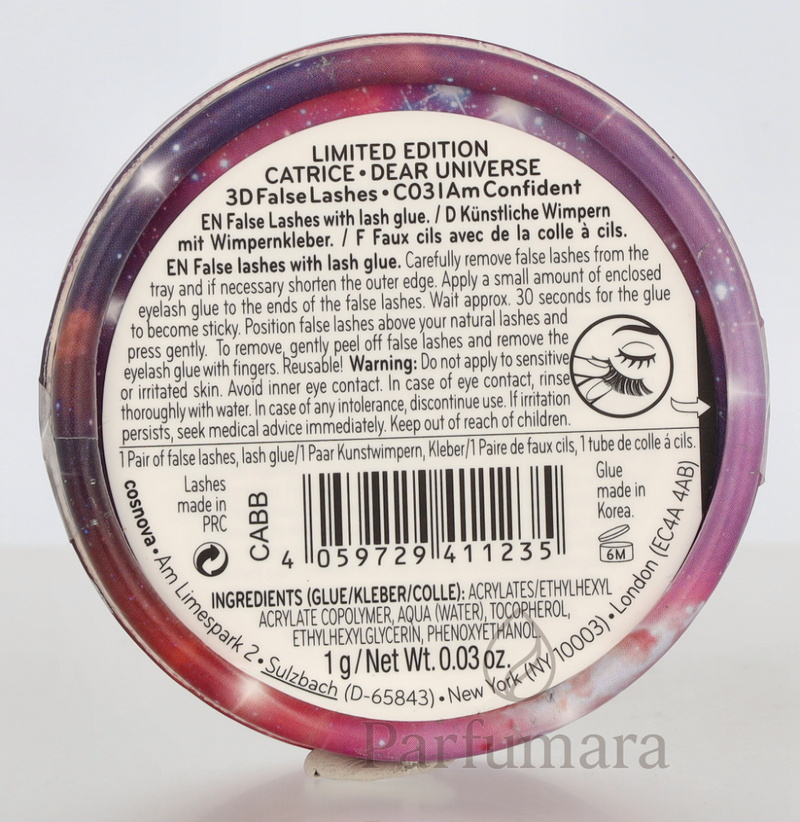 LIMITED EDITION
CATRICE • DEAR UNIVERSE
3D False Lashes • C03 I Am Confident
EN False Lashes with lash glue. / D Künstliche Wimpern
mit Wimpernkleber. / F Faux cils avec de la colle à cils.
EN False lashes with lash glue. Carefully remove false lashes from the
tray and if necessary shorten the outer edge. Apply a small amount of enclosed
eyelash glue to the ends of the false lashes. Wait approx. 30 seconds for the glue
to become sticky. Position false lashes above your natural lashes and
press gently. To remove, gently peel off false lashes and remove the
eyelash glue with fingers. Reusable! Warning: Do not apply to sensitive
or irritated skin. Avoid inner eye contact. In case of eye contact, rinse
thoroughly with water. In case of any intolerance, discontinue use. If irritation
persists, seek medical advice immediately. Keep out of reach of children.
1 Pair of false lashes, lash glue/1 Paar Kunstwimpern, Kleber/1 Paire de faux cils, 1 tube de colle á cils.
Lashes
made in
PRC
CABB
4 059729 411235
Glue
made in
Korea.
6M
INGREDIENTS (GLUE/KLEBER/COLLE): ACRYLATES/ETHYLHEXYL
ACRYLATE COPOLYMER, AQUA (WATER), TOCOPHEROL,
ETHYLHEXYLGLYCERIN, PHENOXYETHANOL
1 g/Net Wt. 0.03 oz.
cosnova • Am Limespark 2 • Sulzbach (D-65843) • New York (NY 10003) • London (EC4A 4AB)
Parfumara